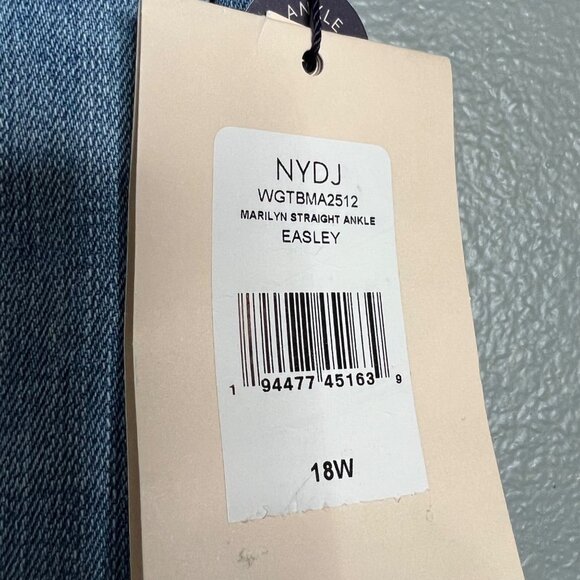 ANKLE
NYDJ
WGTBMA2512
MARILYN STRAIGHT ANKLE
EASLEY
1 94477 45163 9
18W